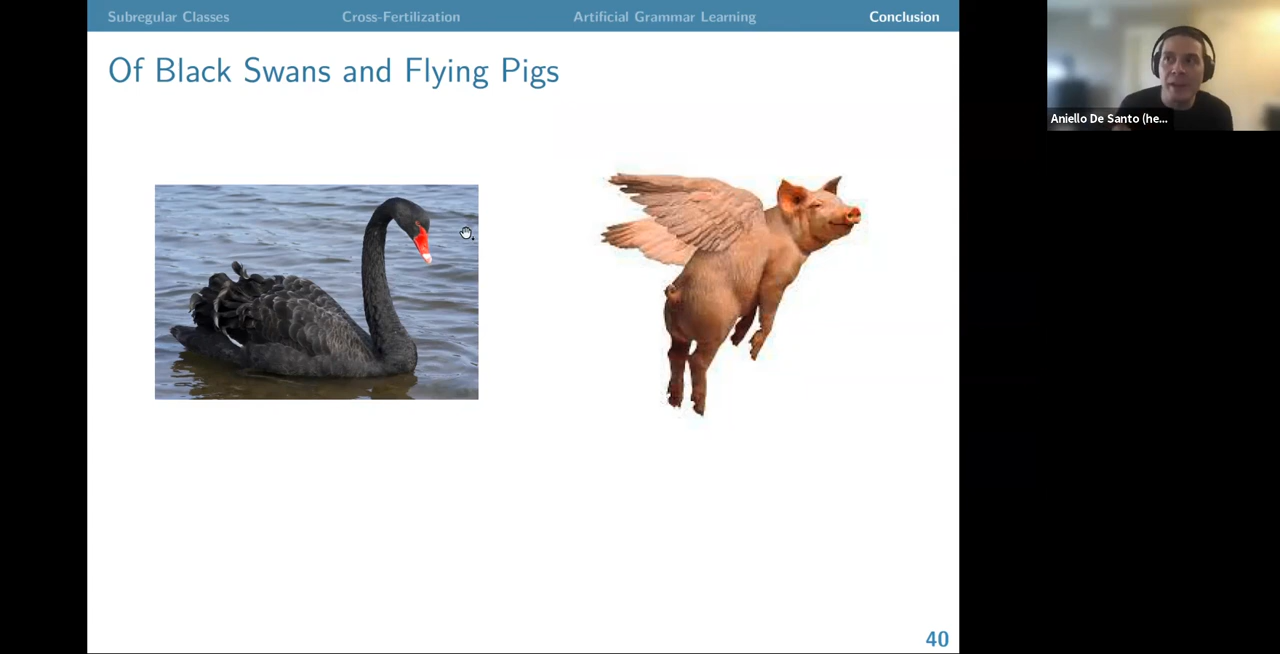 Subregular Classes Cross-Fertilization Artificial Grammar Learning Conclusion
Of Black Swans and Flying Pigs
Aniello De Santo (he...
40